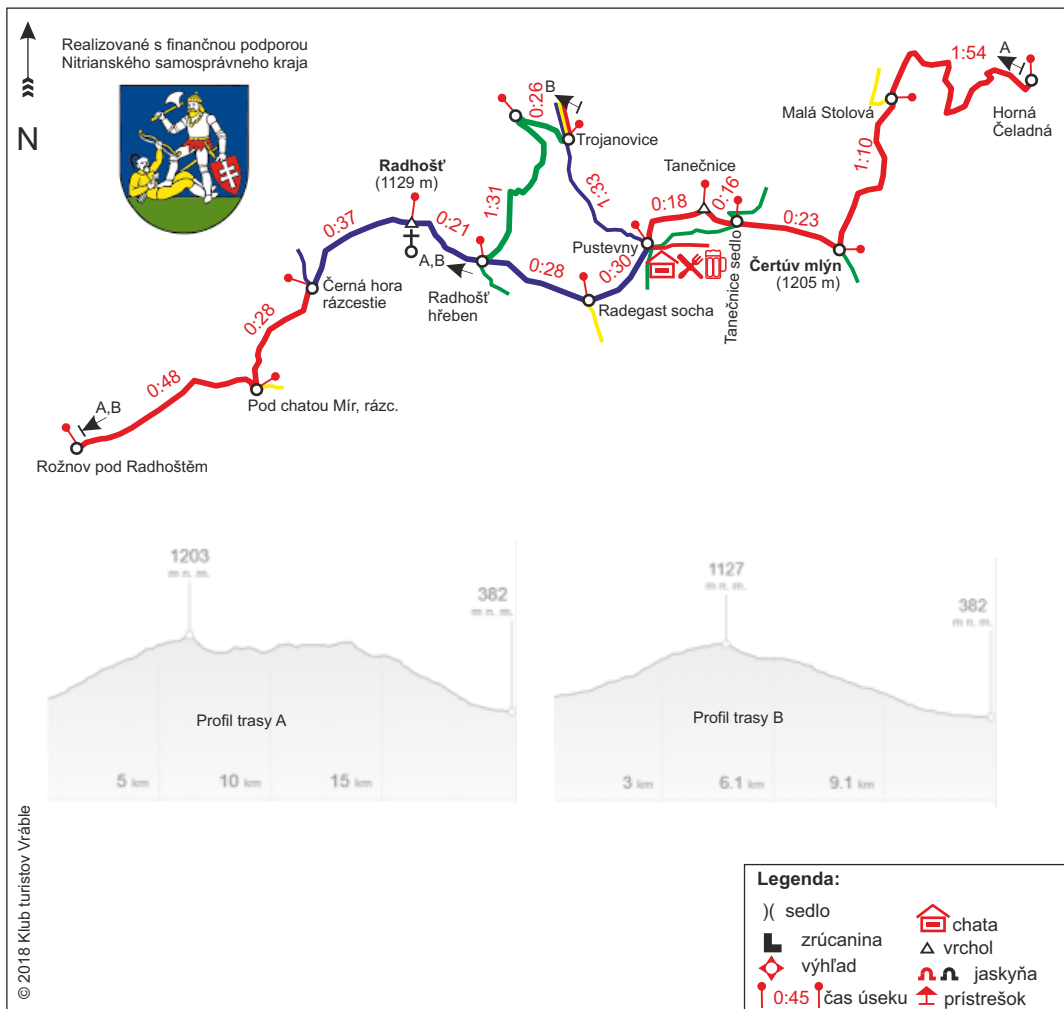 Realizované s finančnou podporou
Nitrianského samosprávneho kraja
N
1:54
A
Horná
Čeladná
Malá Stolová
1:10
0:26
B
Trojanovice
Tanečnice
0:16
0:18
0:23
Tanečnice sedlo
Čertúv mlýn
(1205 m)
1:31
1:33
Pustevny
Radhošť
(1129 m)
0:37
0:21
A,B
Radhošť
hřeben
0:28
0:30
Radegast socha
Černá hora
rázcestie
0:28
0:48
Pod chatou Mír, rázc.
A,B
Rožnov pod Radhoštěm
1203
m n. m.
382
m n. m.
Profil trasy A
5 km
10 km
15 km
1127
m n. m.
382
m n. m.
Profil trasy B
3 km
6.1 km
9.1 km
© 2018 Klub turistov Vráble
Legenda:
)( sedlo
zrúcanina
výhľad
0:45 čas úseku
chata
vrchol
jaskyňa
prístrešok